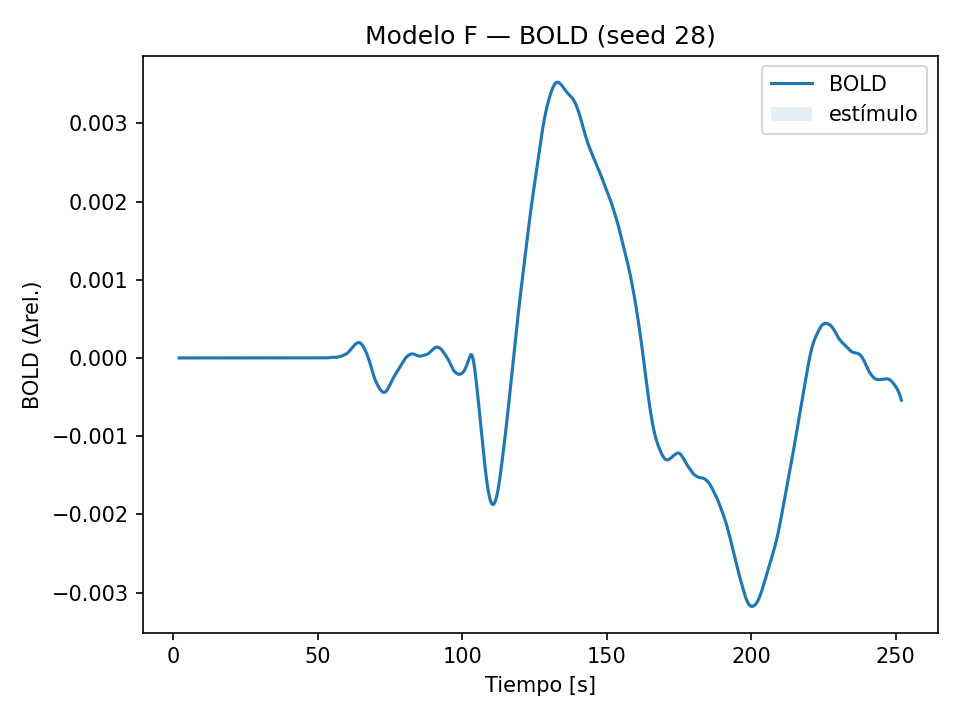 Modelo F — BOLD (seed 28)
BOLD
estímulo
BOLD (Δrel.)
0.003
0.002
0.001
0.000
−0.001
−0.002
−0.003
0
50
100
150
200
250
Tiempo [s]